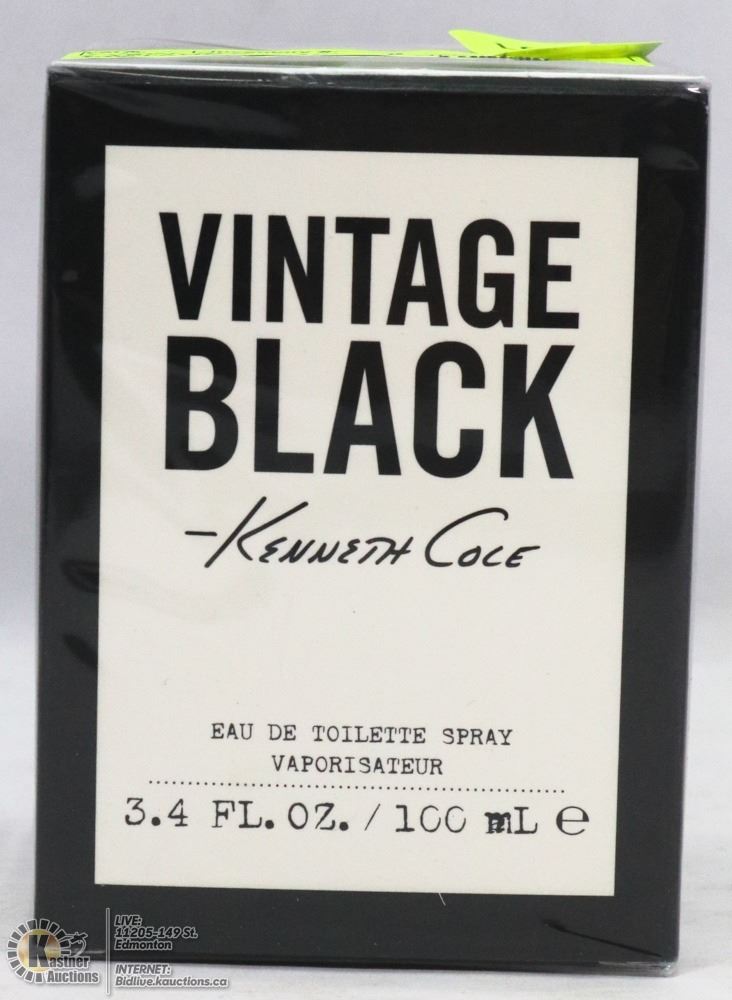 VINTAGE
BLACK
–KENNETH COLE
EAU DE TOILETTE SPRAY
VAPORISATEUR
3.4 FL.OZ. / 100 mL e
Kastner
Auctions
LIVE:
11205-149 St.
Edmonton
INTERNET:
Bidlive.kauctions.ca